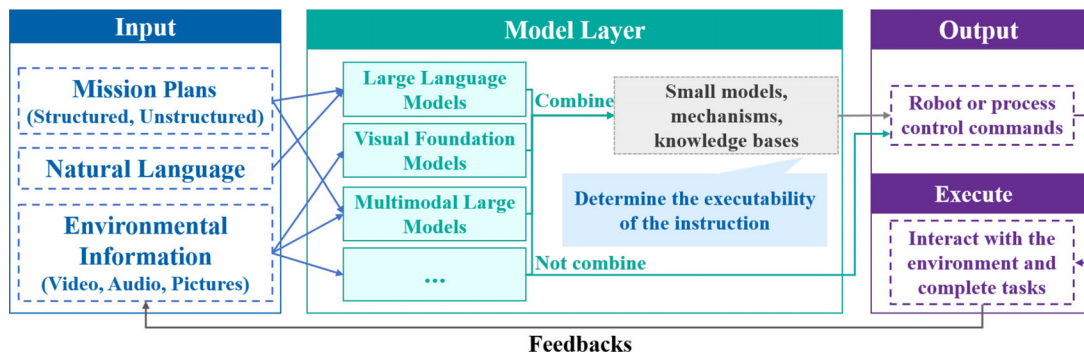 Input
Mission Plans
(Structured, Unstructured)
Natural Language
Environmental
Information
(Video, Audio, Pictures)
Model Layer
Large Language
Models
Visual Foundation
Models
Multimodal Large
Models
...
Combine
Not combine
Small models,
mechanisms,
knowledge bases
Determine the executability
of the instruction
Output
Robot or process
control commands
Execute
Interact with the
environment and
complete tasks
Feedbacks